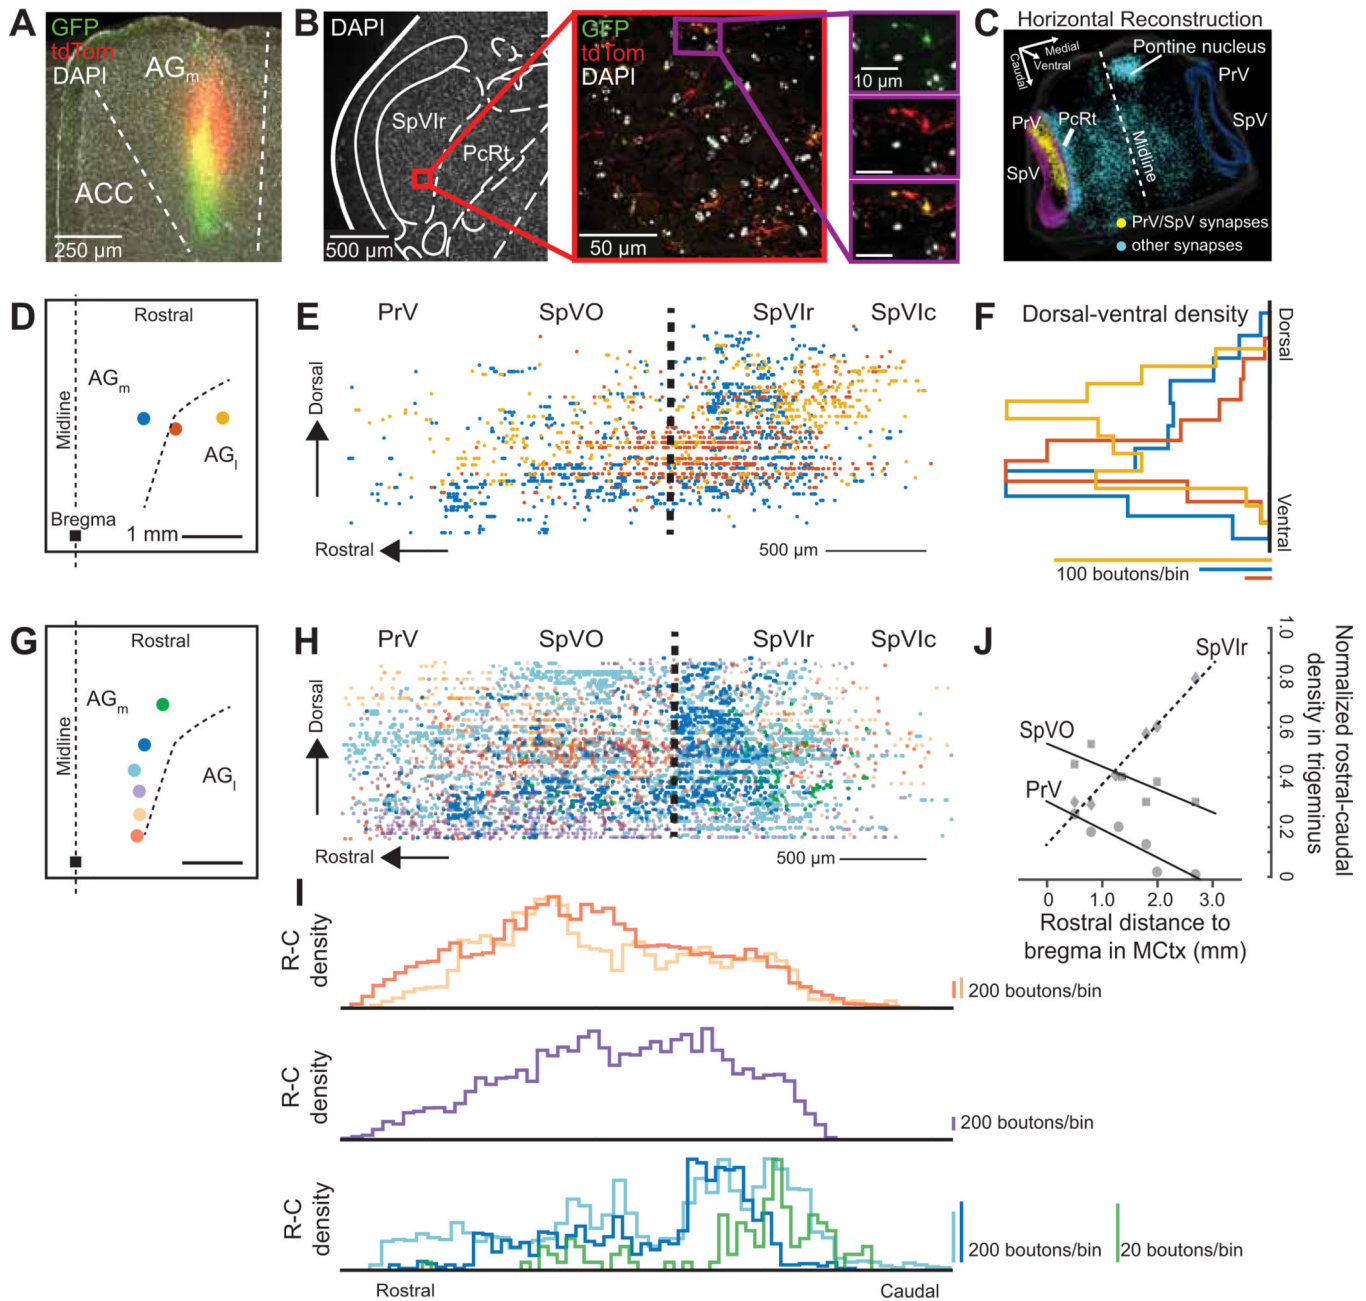 A
GFP
tdTom
DAPI
AGm
ACC
250 µm
B
DAPI
SpVIr
PcRt
500 µm
GFP
tdTom
DAPI
50 µm
10 µm
C
Horizontal Reconstruction
Medial
Ventral
Caudal
Pontine nucleus
PrV
SpV
PrV
PcRt
SpV
Midline
PrV/SpV synapses
other synapses
D
Rostral
AGm
Midline
AGl
Bregma
1 mm
E
PrV
SpVO
SpVIr
SpVIc
Dorsal
Rostral
500 µm
F
Dorsal-ventral density
Dorsal
Ventral
100 boutons/bin
G
Rostral
AGm
Midline
AGl
H
PrV
SpVO
SpVIr
SpVIc
Dorsal
Rostral
500 µm
J
SpVIr
SpVO
PrV
1.0
0.8
0.6
0.4
0.2
0
Normalized rostral-caudal
density in trigeminus
0
1.0
2.0
3.0
Rostral distance to
bregma in MCtx (mm)
I
R-C
density
200 boutons/bin
R-C
density
200 boutons/bin
R-C
density
200 boutons/bin
20 boutons/bin
Rostral
Caudal